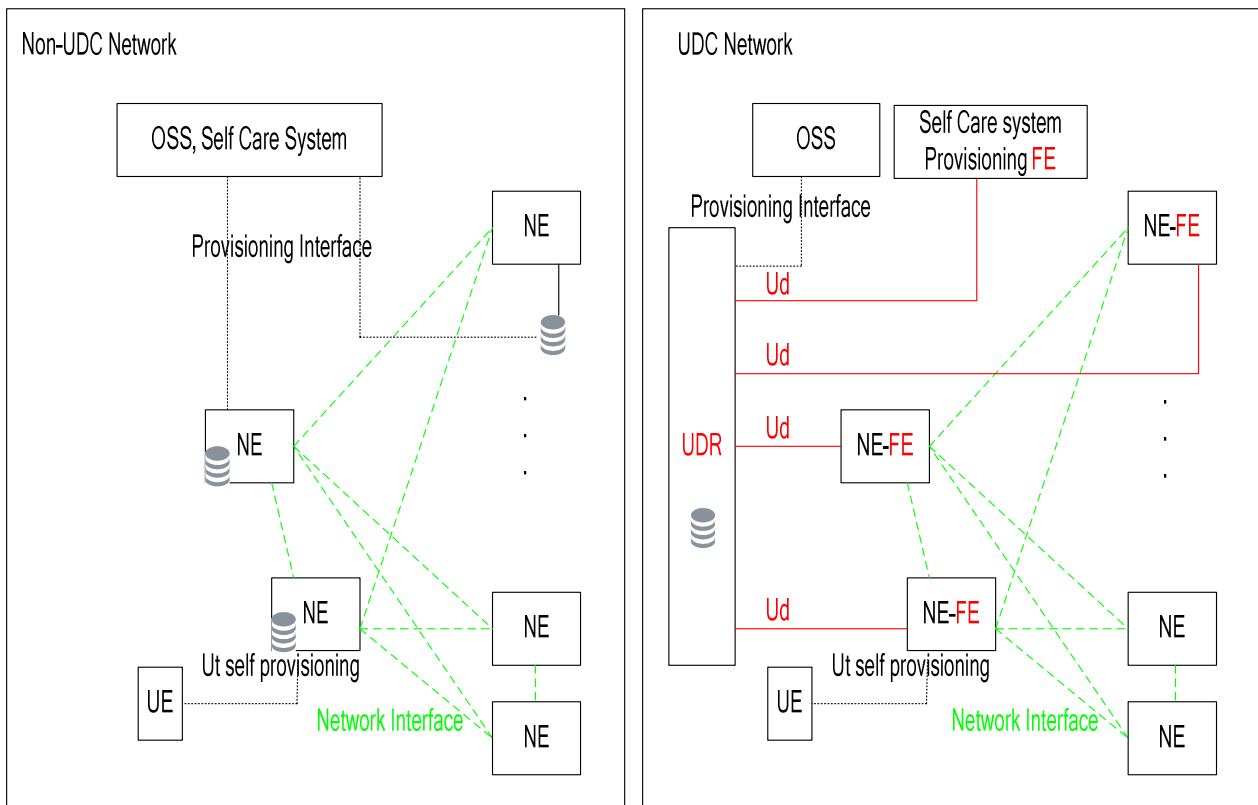 Non-UDC Network
OSS, Self Care System
Provisioning Interface
NE
NE
NE
NE
NE
Ut self provisioning
UE
Network Interface
UDC Network
OSS
Self Care system
Provisioning FE
Provisioning Interface
NE-FE
Ud
Ud
Ud
UDR
NE-FE
Ud
NE-FE
NE
Ut self provisioning
UE
Network Interface
NE